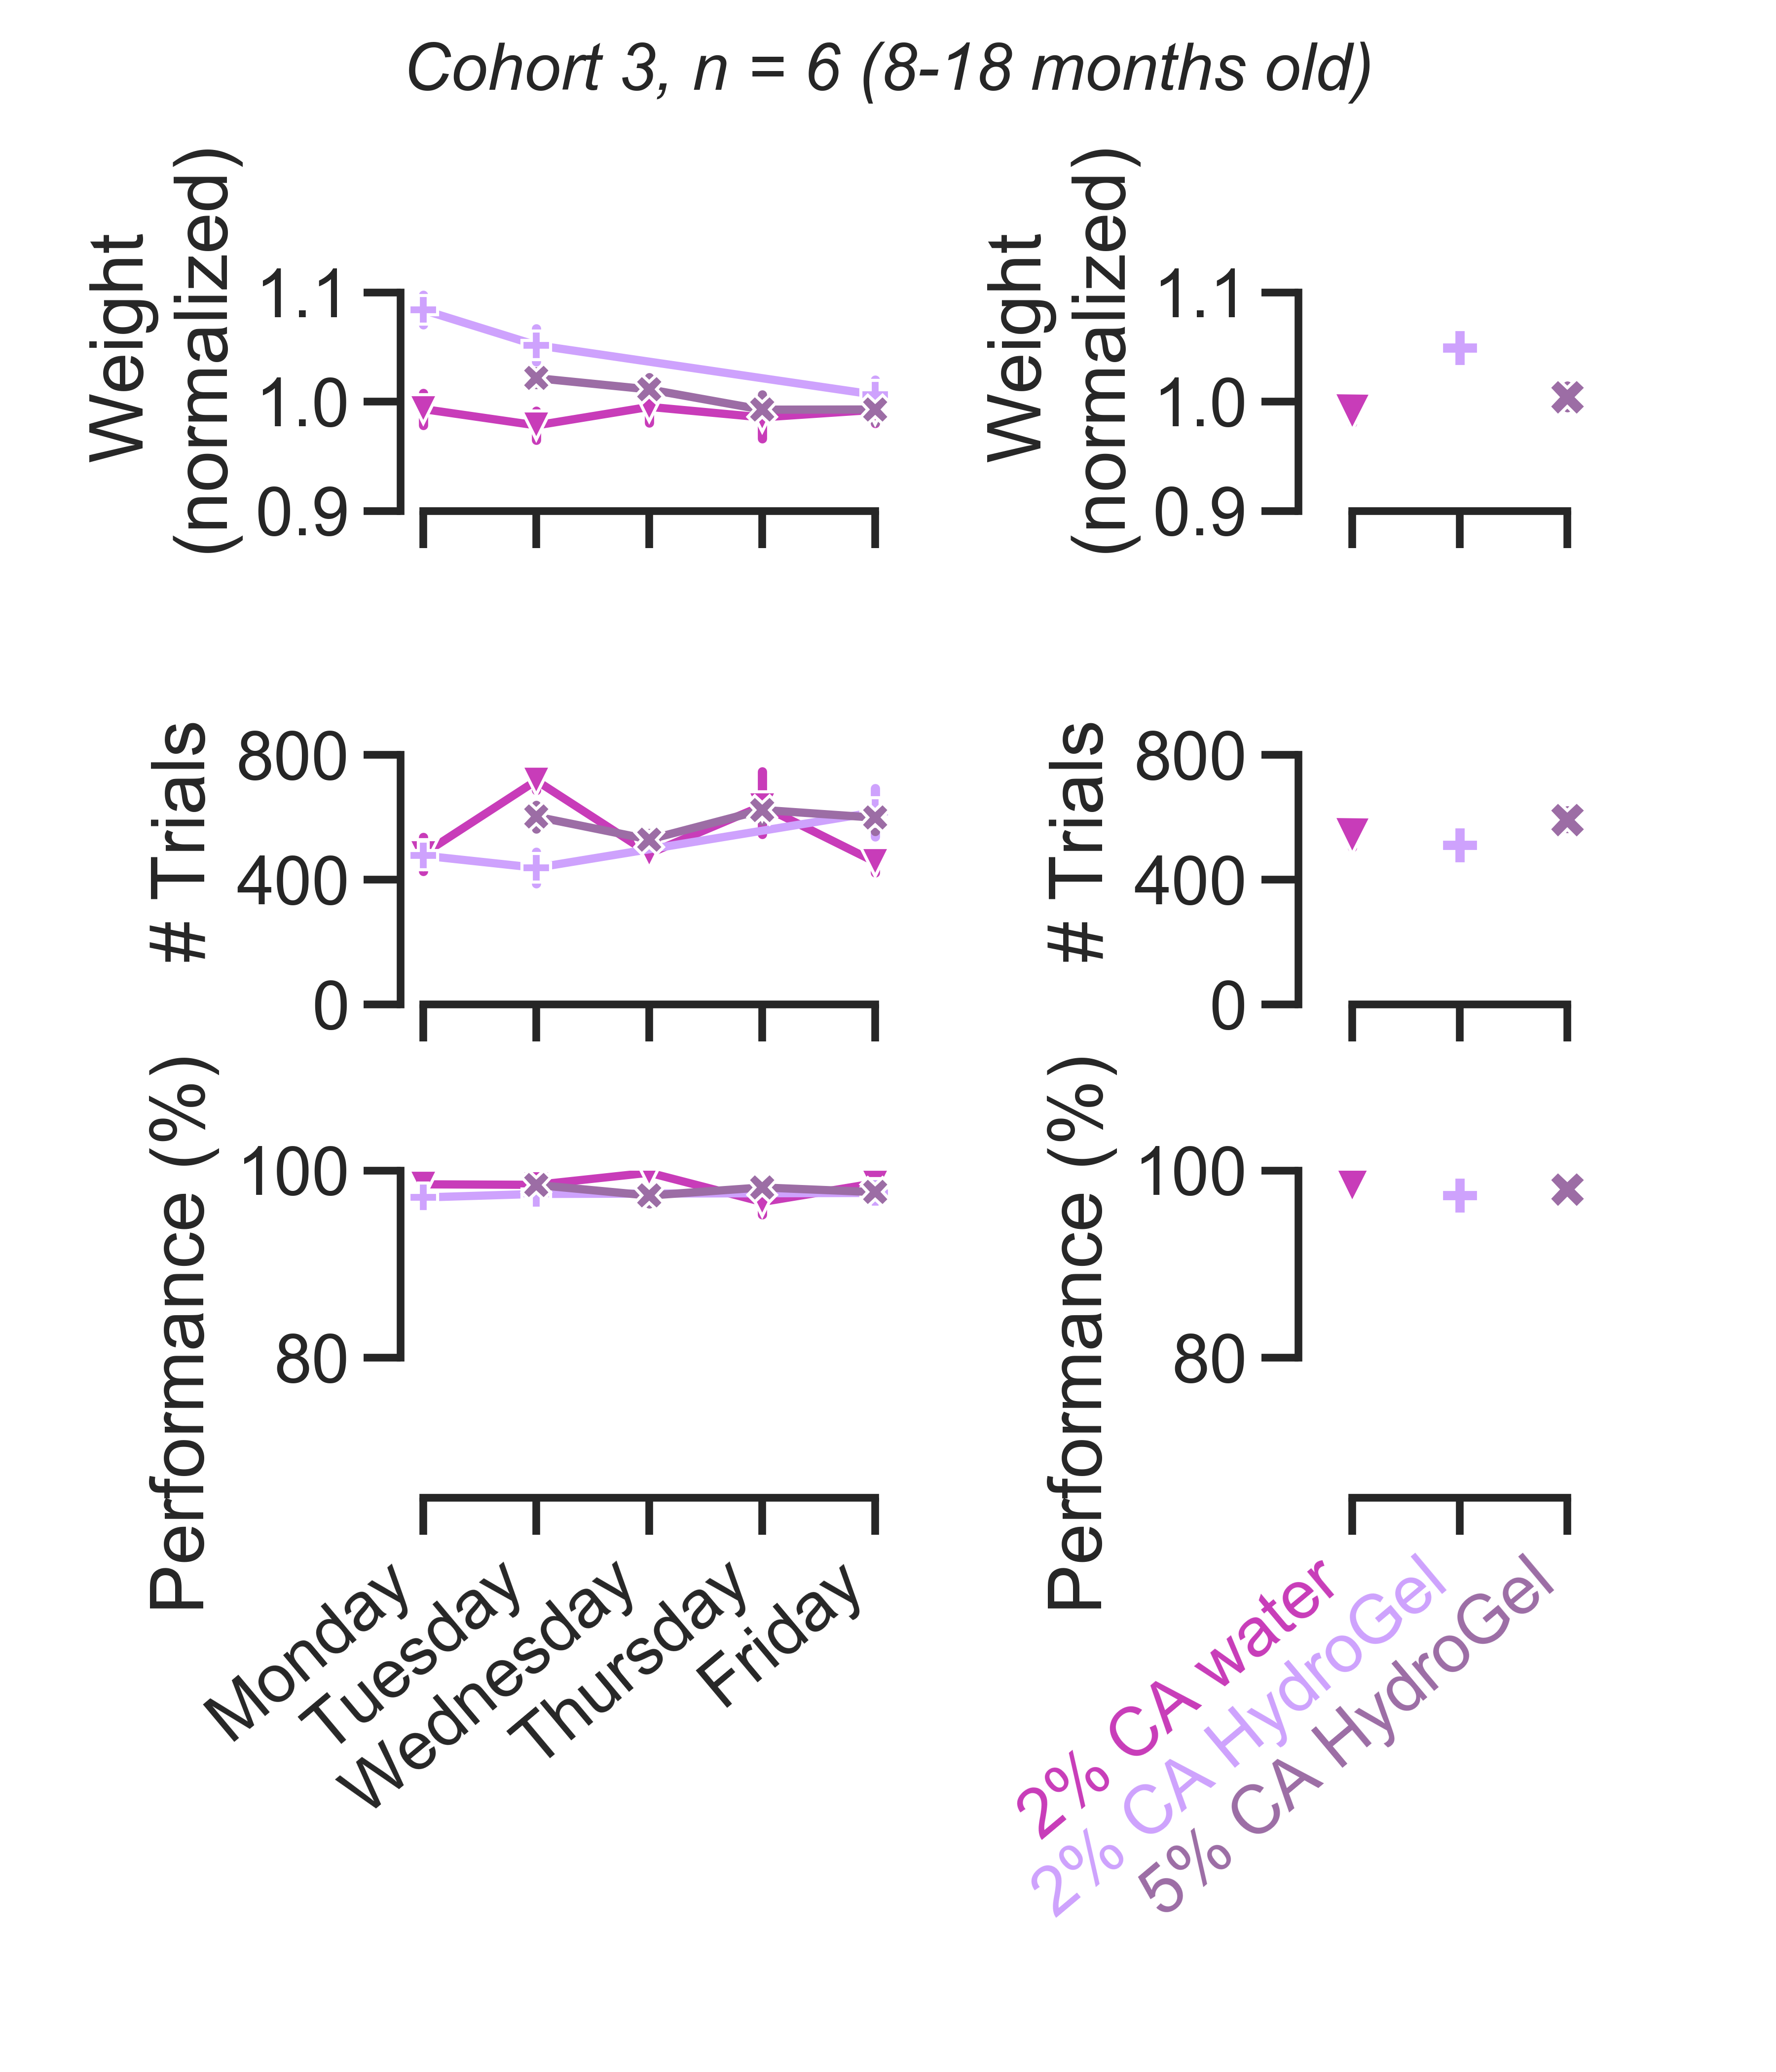 Cohort 3, n = 6 (8-18 months old)
Weight
(normalized)
1.1
1.0
0.9
Weight
(normalized)
1.1
1.0
0.9
# Trials
800
400
0
# Trials
800
400
0
Performance (%)
100
80
Performance (%)
100
80
Monday
Tuesday
Wednesday
Thursday
Friday
2% CA water
2% CA HydroGel
5% CA HydroGel